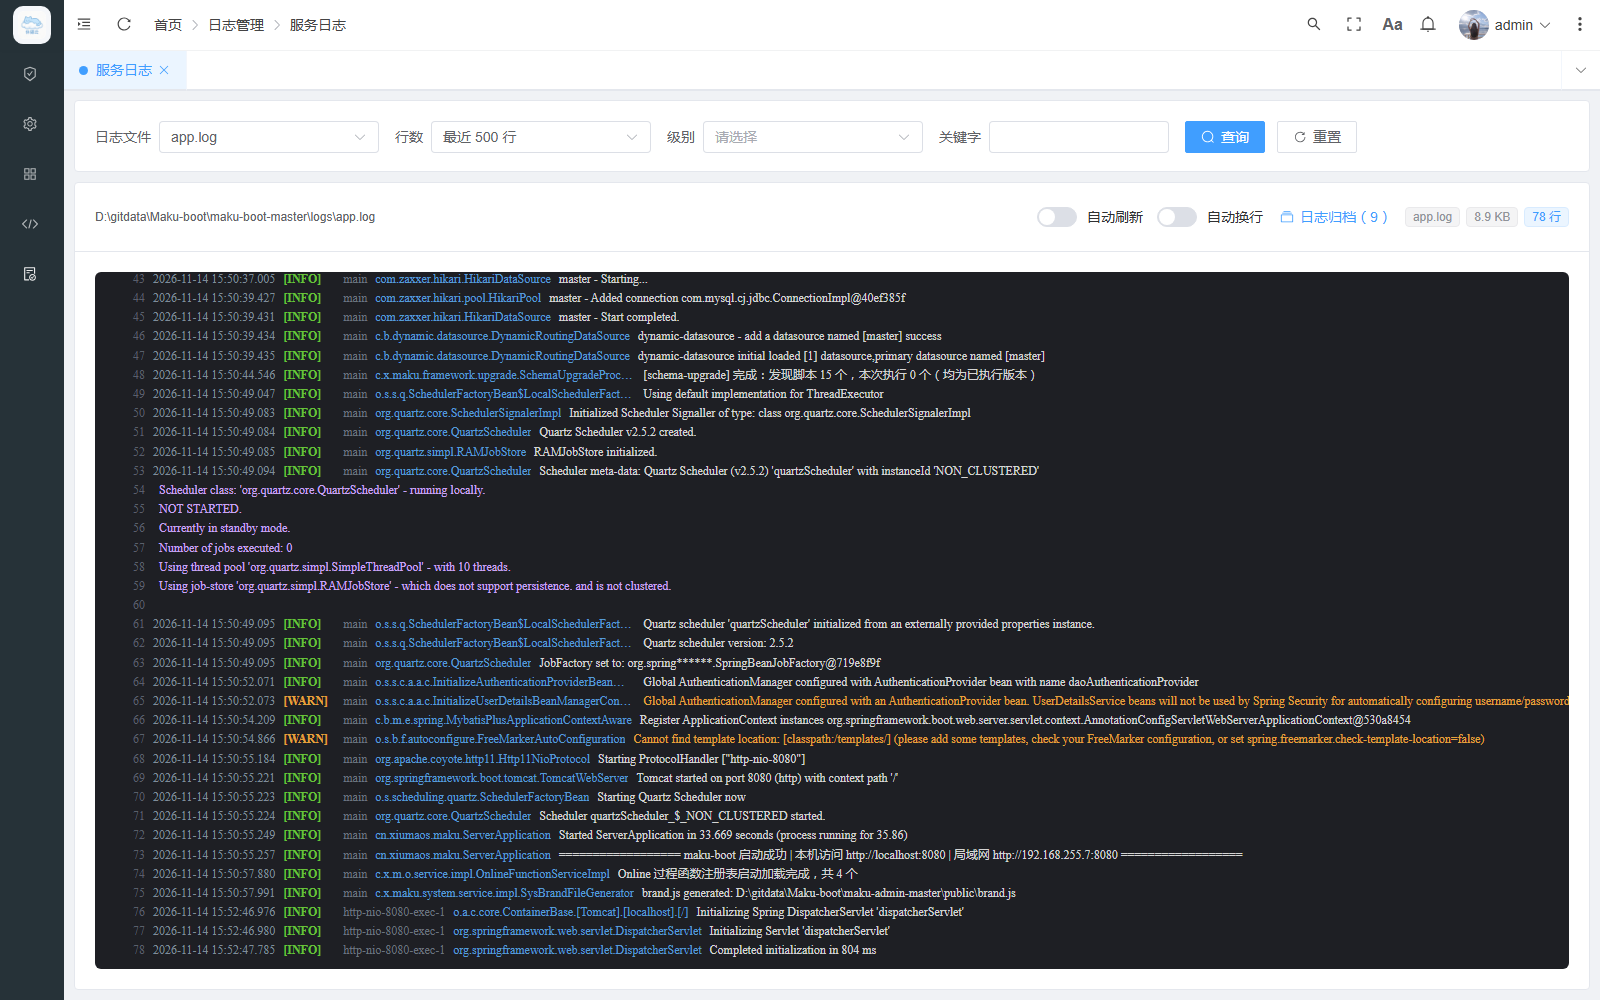 首页 > 日志管理 > 服务日志
Aa admin
服务日志
日志文件 app.log 行数 最近 500 行 级别 请选择 关键字 查询 重置
D:\gitdata\Maku-boot\maku-boot-master\logs\app.log 自动刷新 自动换行 日志归档 ( 9 ) app.log 8.9 KB 78 行
43 2026-11-14 15:50:37.005 [INFO] main com.zaxxer.hikari.HikariDataSource master - Starting...
44 2026-11-14 15:50:39.427 [INFO] main com.zaxxer.hikari.pool.HikariPool master - Added connection com.mysql.cj.jdbc.ConnectionImpl@40ef385f
45 2026-11-14 15:50:39.431 [INFO] main com.zaxxer.hikari.HikariDataSource master - Start completed.
46 2026-11-14 15:50:39.434 [INFO] main c.b.dynamic.datasource.DynamicRoutingDataSource dynamic-datasource - add a datasource named [master] success
47 2026-11-14 15:50:39.435 [INFO] main c.b.dynamic.datasource.DynamicRoutingDataSource dynamic-datasource initial loaded [1] datasource,primary datasource named [master]
48 2026-11-14 15:50:44.546 [INFO] main c.x.maku.framework.upgrade.SchemaUpgradeProc... [schema-upgrade] 完成：发现脚本 15 个，本次执行 0 个（均为已执行版本）
49 2026-11-14 15:50:49.047 [INFO] main o.s.s.q.SchedulerFactoryBean$LocalSchedulerFact... Using default implementation for ThreadExecutor
50 2026-11-14 15:50:49.083 [INFO] main org.quartz.core.SchedulerSignalerImpl Initialized Scheduler Signaller of type: class org.quartz.core.SchedulerSignalerImpl
51 2026-11-14 15:50:49.084 [INFO] main org.quartz.core.QuartzScheduler Quartz Scheduler v2.5.2 created.
52 2026-11-14 15:50:49.085 [INFO] main org.quartz.simpl.RAMJobStore RAMJobStore initialized.
53 2026-11-14 15:50:49.094 [INFO] main org.quartz.core.QuartzScheduler Scheduler meta-data: Quartz Scheduler (v2.5.2) 'quartzScheduler' with instanceId 'NON_CLUSTERED'
54 Scheduler class: 'org.quartz.core.QuartzScheduler' - running locally.
55 NOT STARTED.
56 Currently in standby mode.
57 Number of jobs executed: 0
58 Using thread pool 'org.quartz.simpl.SimpleThreadPool' - with 10 threads.
59 Using job-store 'org.quartz.simpl.RAMJobStore' - which does not support persistence. and is not clustered.
60
61 2026-11-14 15:50:49.095 [INFO] main o.s.s.q.SchedulerFactoryBean$LocalSchedulerFact... Quartz scheduler 'quartzScheduler' initialized from an externally provided properties instance.
62 2026-11-14 15:50:49.095 [INFO] main o.s.s.q.SchedulerFactoryBean$LocalSchedulerFact... Quartz scheduler version: 2.5.2
63 2026-11-14 15:50:49.095 [INFO] main org.quartz.core.QuartzScheduler JobFactory set to: org.spring******.SpringBeanJobFactory@719e8f9f
64 2026-11-14 15:50:52.071 [INFO] main o.s.s.c.a.a.c.InitializeAuthenticationProviderBean... Global AuthenticationManager configured with AuthenticationProvider bean with name daoAuthenticationProvider
65 2026-11-14 15:50:52.073 [WARN] main o.s.s.c.a.a.c.InitializeUserDetailsBeanManagerCon... Global AuthenticationManager configured with an AuthenticationProvider bean. UserDetailsService beans will not be used by Spring Security for automatically configuring username/password
66 2026-11-14 15:50:54.209 [INFO] main c.b.m.e.spring.MybatisPlusApplicationContextAware Register ApplicationContext instances org.springframework.boot.web.server.servlet.context.AnnotationConfigServletWebServerApplicationContext@530a8454
67 2026-11-14 15:50:54.866 [WARN] main o.s.b.f.autoconfigure.FreeMarkerAutoConfiguration Cannot find template location: [classpath:/templates/] (please add some templates, check your FreeMarker configuration, or set spring.freemarker.check-template-location=false)
68 2026-11-14 15:50:55.184 [INFO] main org.apache.coyote.http11.Http11NioProtocol Starting ProtocolHandler ["http-nio-8080"]
69 2026-11-14 15:50:55.221 [INFO] main org.springframework.boot.tomcat.TomcatWebServer Tomcat started on port 8080 (http) with context path '/'
70 2026-11-14 15:50:55.223 [INFO] main o.s.scheduling.quartz.SchedulerFactoryBean Starting Quartz Scheduler now
71 2026-11-14 15:50:55.224 [INFO] main org.quartz.core.QuartzScheduler Scheduler quartzScheduler_$_NON_CLUSTERED started.
72 2026-11-14 15:50:55.249 [INFO] main cn.xiumaos.maku.ServerApplication Started ServerApplication in 33.669 seconds (process running for 35.86)
73 2026-11-14 15:50:55.257 [INFO] main cn.xiumaos.maku.ServerApplication ================== maku-boot 启动成功 | 本机访问 http://localhost:8080 | 局域网 http://192.168.255.7:8080 ==================
74 2026-11-14 15:50:57.880 [INFO] main c.x.m.o.service.impl.OnlineFunctionServiceImpl Online 过程函数注册表启动加载完成，共 4 个
75 2026-11-14 15:50:57.991 [INFO] main c.x.maku.system.service.impl.SysBrandFileGenerator brand.js generated: D:\gitdata\Maku-boot\maku-admin-master\public\brand.js
76 2026-11-14 15:52:46.976 [INFO] http-nio-8080-exec-1 o.a.c.core.ContainerBase.[Tomcat].[localhost].[/] Initializing Spring DispatcherServlet 'dispatcherServlet'
77 2026-11-14 15:52:46.980 [INFO] http-nio-8080-exec-1 org.springframework.web.servlet.DispatcherServlet Initializing Servlet 'dispatcherServlet'
78 2026-11-14 15:52:47.785 [INFO] http-nio-8080-exec-1 org.springframework.web.servlet.DispatcherServlet Completed initialization in 804 ms